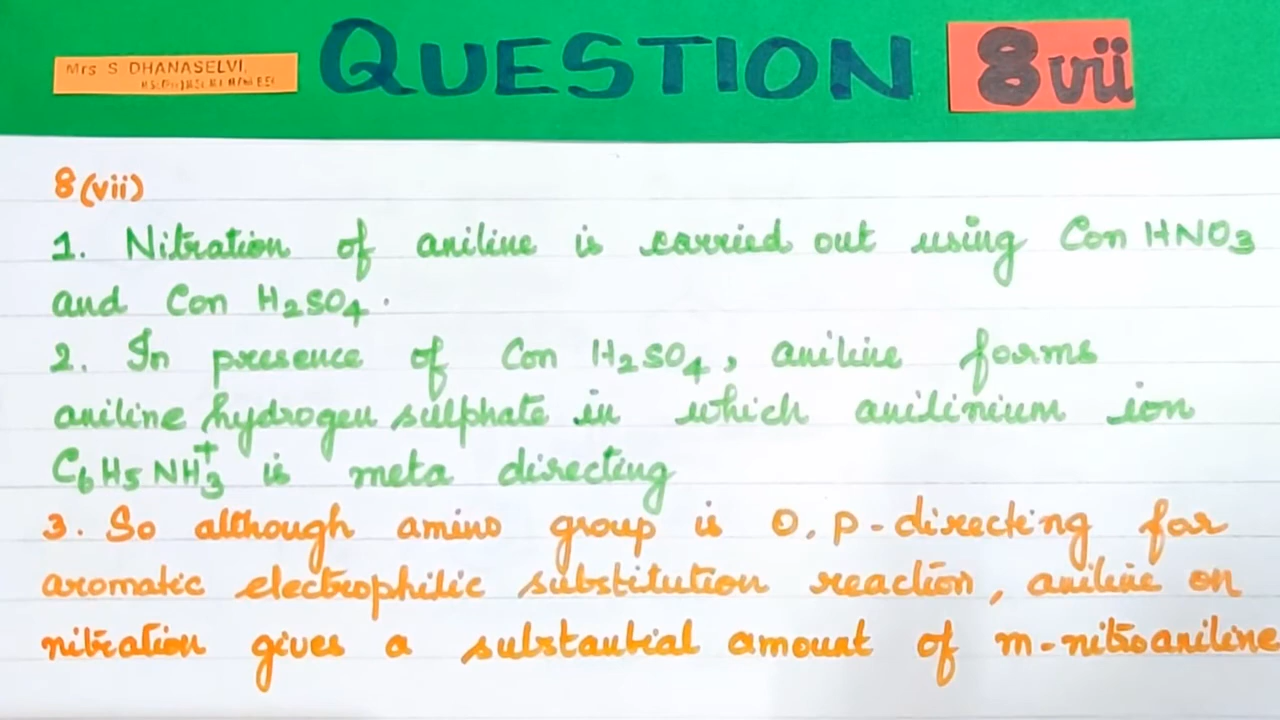 Mrs S DHANASELVI,
QUESTION 8vii
8(vii)
1. Nitration of aniline is carried out using Con HNO3
and Con H2SO4.
2. In presence of Con H2SO4, aniline forms
aniline hydrogen sulphate in which anilinium ion
C6H5NH3+ is meta directing
3. So although amino group is O, P-directing for
aromatic electrophilic substitution reaction, aniline on
nitration gives a substantial amount of m-nitroaniline